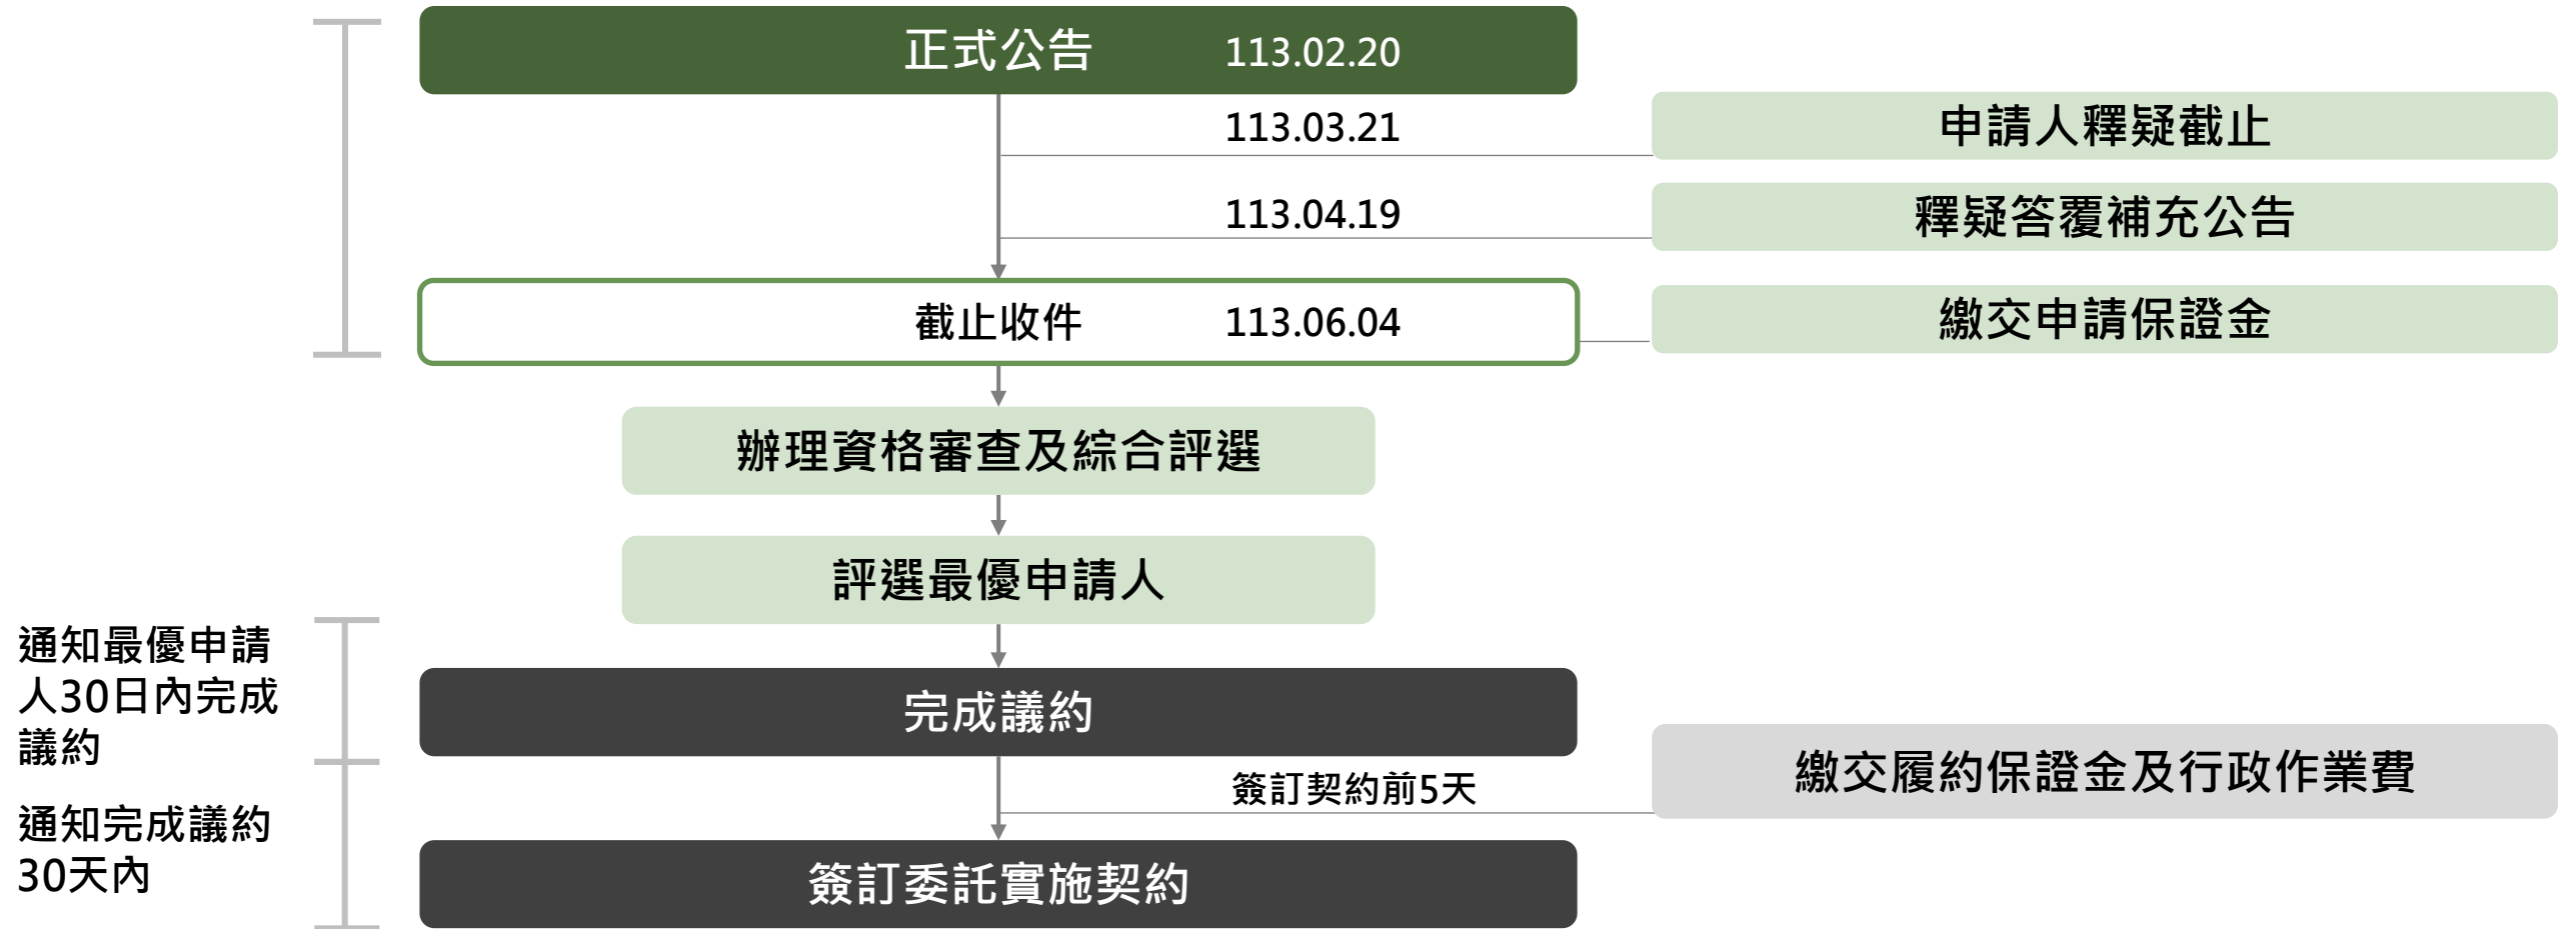 正式公告 113.02.20
113.03.21
申請人釋疑截止
113.04.19
釋疑答覆補充公告
截止收件 113.06.04
繳交申請保證金
辦理資格審查及綜合評選
評選最優申請人
通知最優申請
人30日內完成
議約
完成議約
簽訂契約前5天
繳交履約保證金及行政作業費
通知完成議約
30天內
簽訂委託實施契約